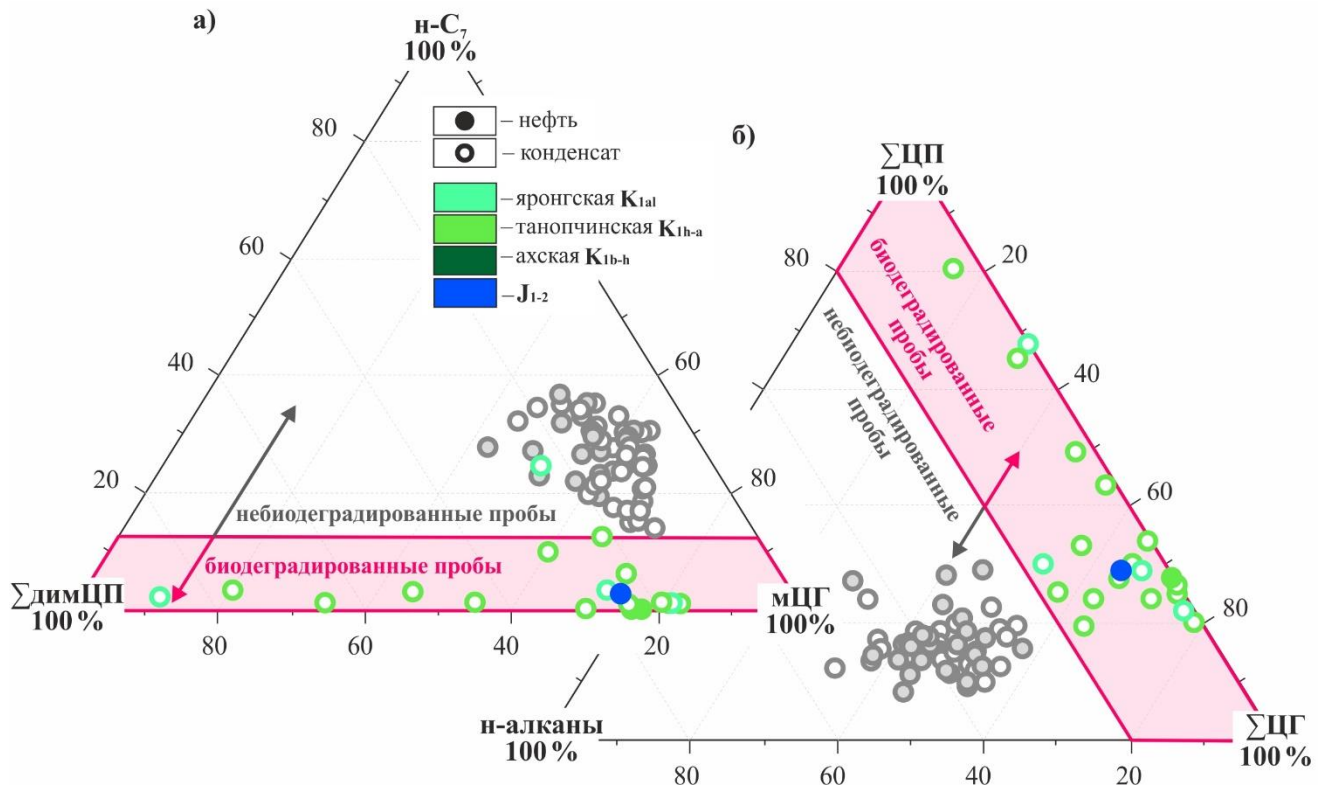 а)
н-C₇
100 %
80
60
40
20
– нефть
– конденсат
– яронгская K1al
– танопчинская K1h-a
– ахская K1b-h
– J1-2
60
80
небиодеградированные пробы
биодеградированные пробы
∑димЦП
100 %
мЦГ
100%
80
60
40
20
б)
∑ЦП
100 %
80
20
40
60
80
биодеградированные
пробы
небиодеградированные
пробы
н-алканы
100 %
∑ЦГ
100 %
80
60
40
20